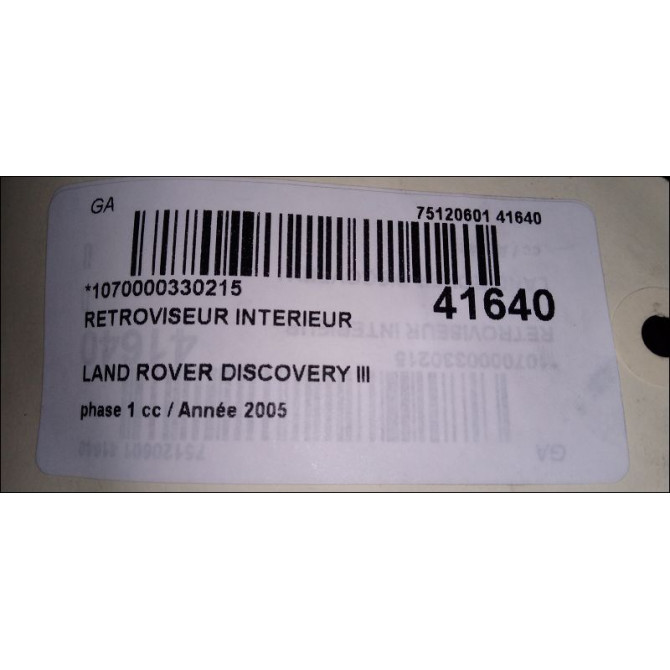 GA
75120601 41640
*1070000330215
41640
RETROVISEUR INTERIEUR
LAND ROVER DISCOVERY III
phase 1 cc / Année 2005